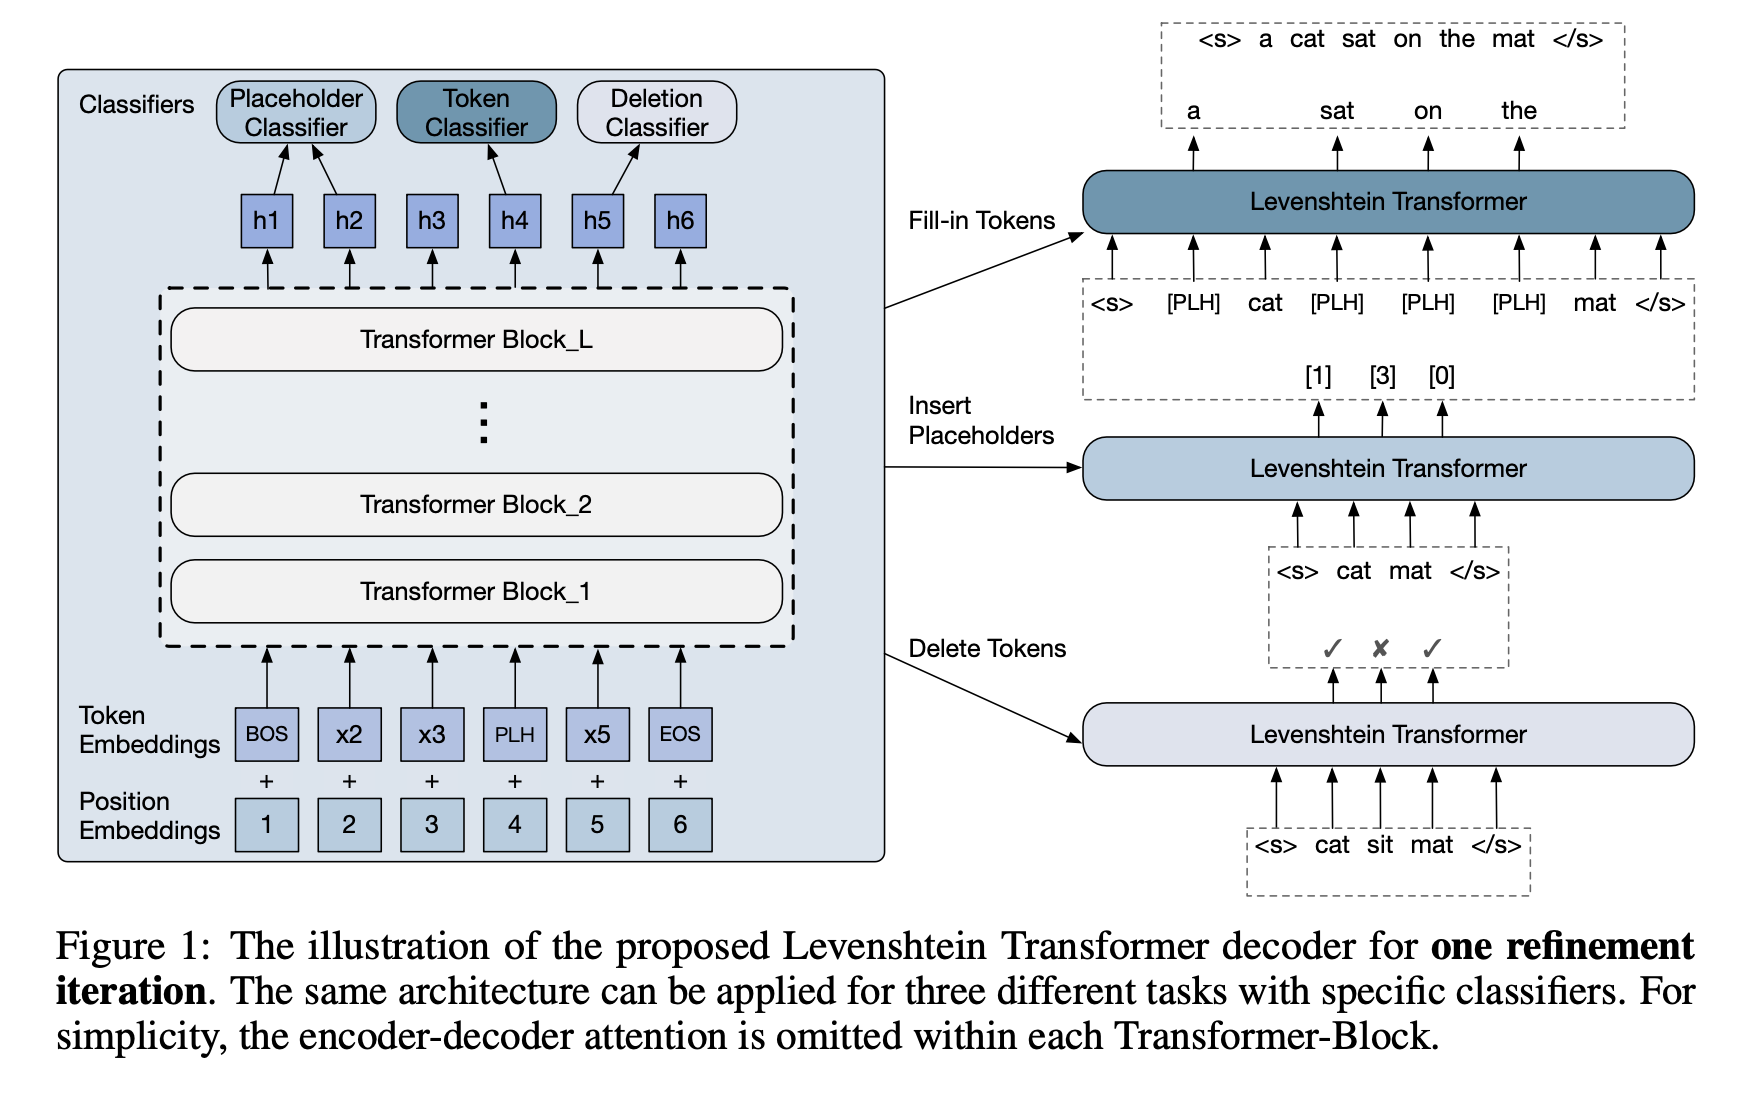 Classifiers
Placeholder
Classifier
Token
Classifier
Deletion
Classifier
h1 h2 h3 h4 h5 h6
Transformer Block_L
Transformer Block_2
Transformer Block_1
Token
Embeddings
BOS x2 x3 PLH x5 EOS
+ + + + + +
Position
Embeddings
1 2 3 4 5 6
Fill-in Tokens
Insert
Placeholders
Delete Tokens
<s> a cat sat on the mat </s>
a sat on the
Levenshtein Transformer
<s> [PLH] cat [PLH] [PLH] [PLH] mat </s>
[1] [3] [0]
Levenshtein Transformer
<s> cat mat </s>
✓ ✘ ✓
Levenshtein Transformer
<s> cat sit mat </s>
Figure 1: The illustration of the proposed Levenshtein Transformer decoder for one refinement
iteration. The same architecture can be applied for three different tasks with specific classifiers. For
simplicity, the encoder-decoder attention is omitted within each Transformer-Block.